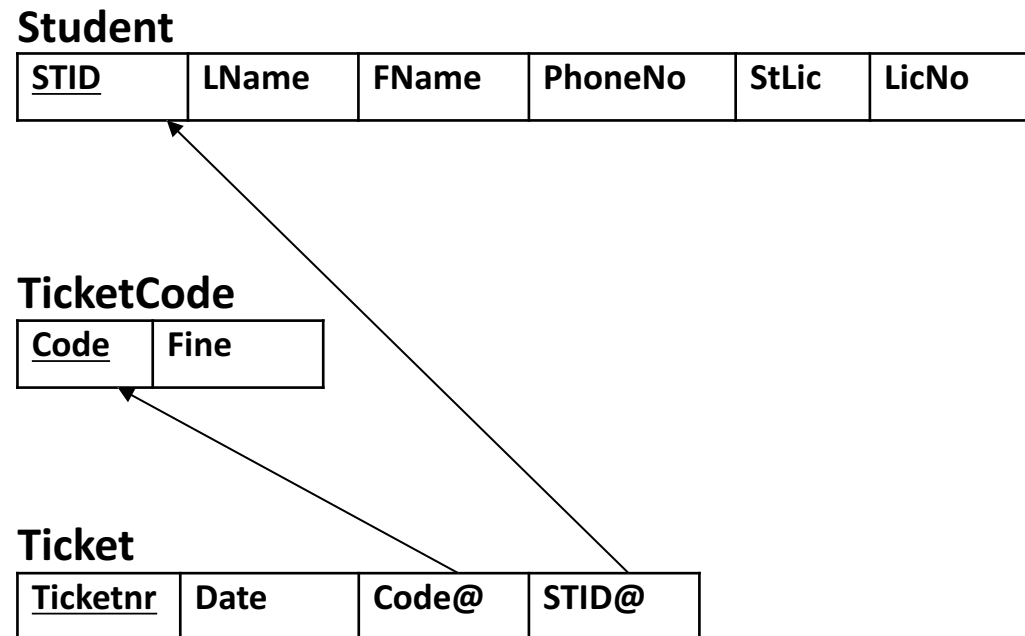 Student
STID LName FName PhoneNo StLic LicNo
TicketCode
Code Fine
Ticket
Ticketnr Date Code@ STID@